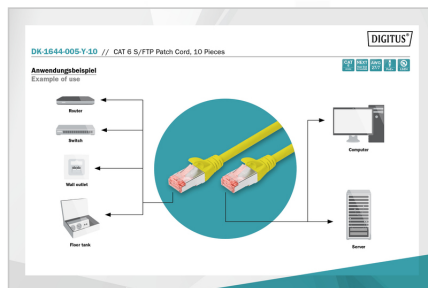 DIGITUS®
DK-1644-005-Y-10 // CAT 6 S/FTP Patch Cord, 10 Pieces
Anwendungsbeispiel
Example of use
Router
Switch
Wall outlet
Floor tank
Computer
Server